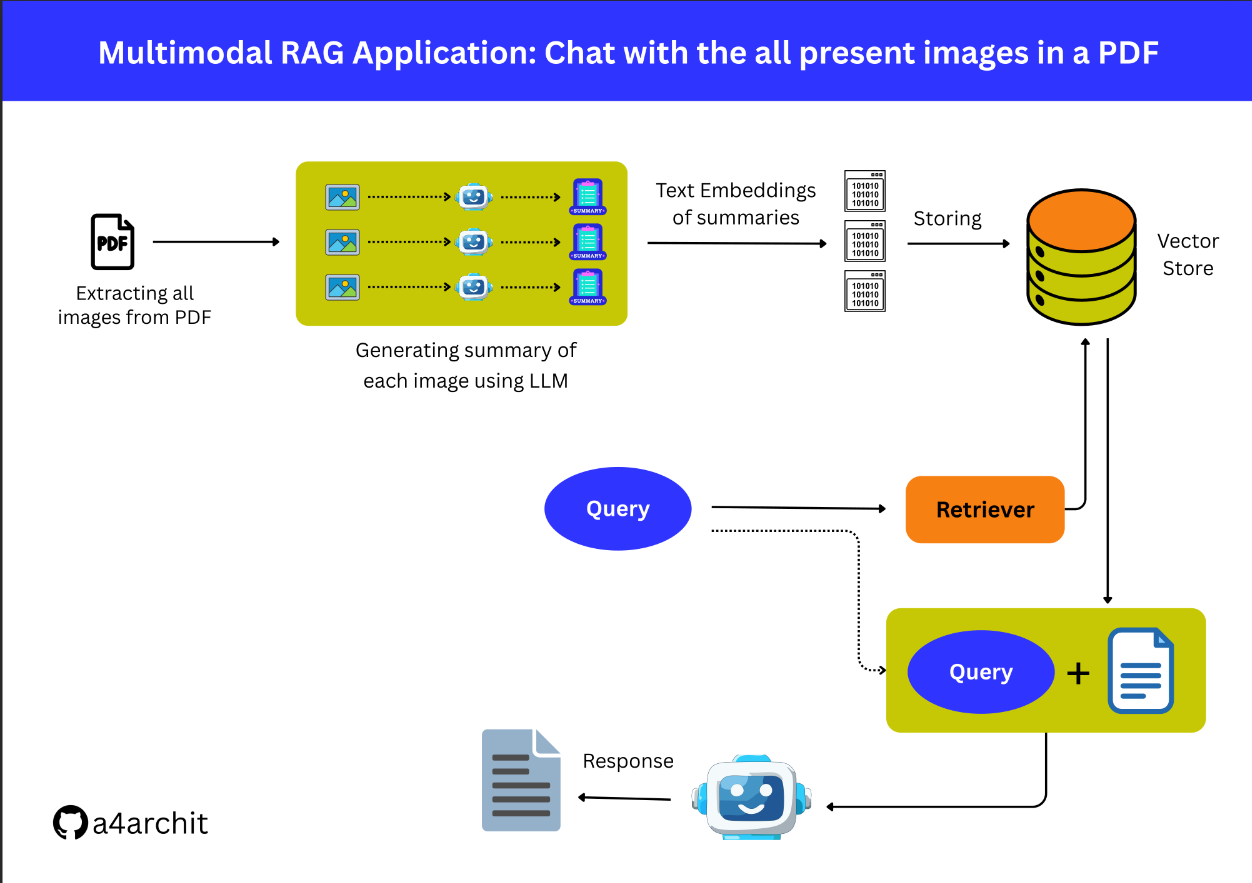 Multimodal RAG Application: Chat with the all present images in a PDF
PDF
Extracting all
images from PDF
SUMMARY
SUMMARY
SUMMARY
Generating summary of
each image using LLM
Text Embeddings
of summaries
101010
101010
101010
101010
101010
101010
101010
101010
101010
Storing
Vector
Store
Query
Retriever
Query
+
Response
a4archit